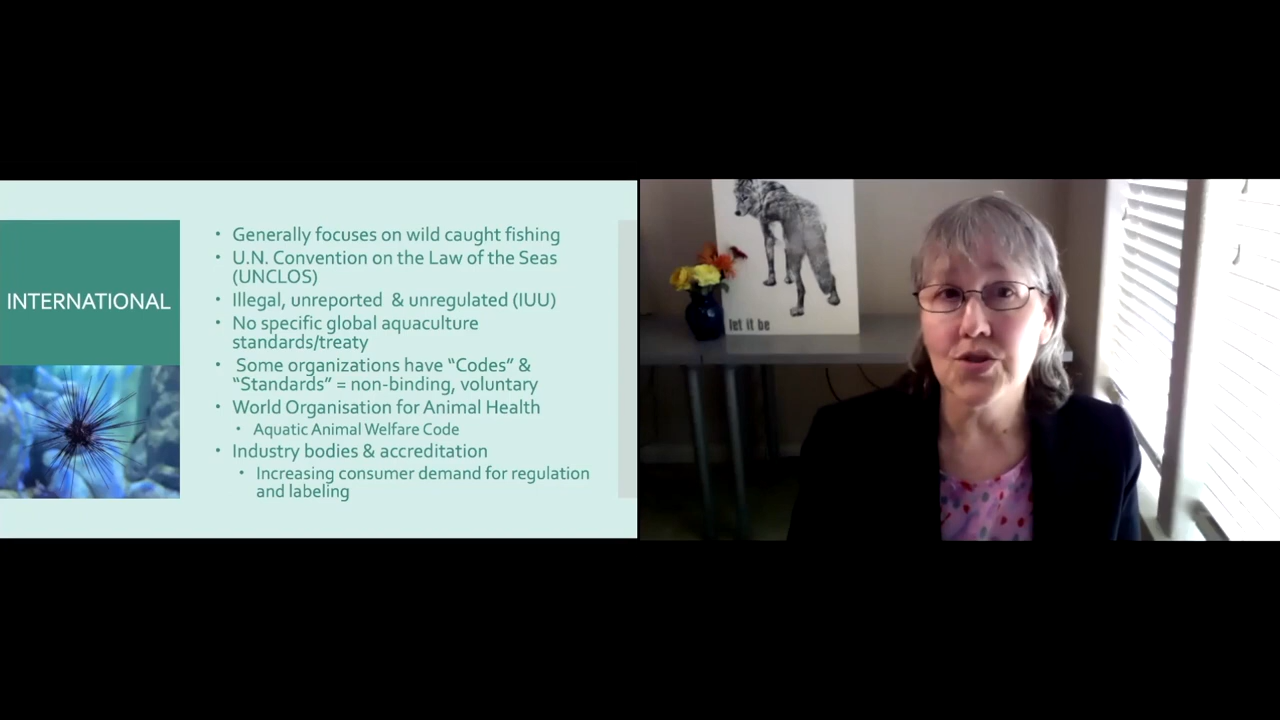 INTERNATIONAL
• Generally focuses on wild caught fishing
• U.N. Convention on the Law of the Seas
(UNCLOS)
• Illegal, unreported & unregulated (IUU)
• No specific global aquaculture
standards/treaty
• Some organizations have “Codes” &
“Standards” = non-binding, voluntary
• World Organisation for Animal Health
• Aquatic Animal Welfare Code
• Industry bodies & accreditation
• Increasing consumer demand for regulation
and labeling
let it be